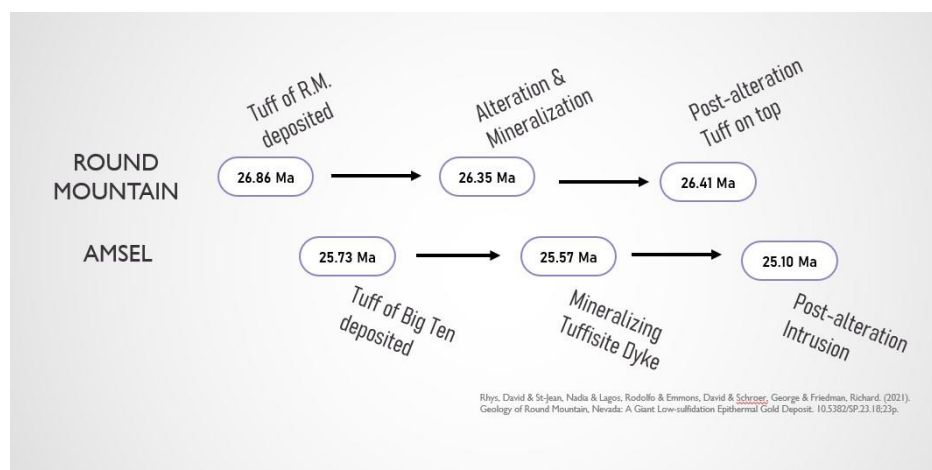 Tuff of R.M.
deposited
Alteration &
Mineralization
Post-alteration
Tuff on top
ROUND
MOUNTAIN
26.86 Ma
26.35 Ma
26.41 Ma
AMSEL
25.73 Ma
25.57 Ma
25.10 Ma
Tuff of Big Ten
deposited
Mineralizing
Tuffisite Dyke
Post-alteration
Intrusion
Rhys, David & St-Jean, Nadia & Lagos, Rodolfo & Emmons, David & Schroer, George & Friedman, Richard. (2021).
Geology of Round Mountain, Nevada: A Giant Low-sulfidation Epithermal Gold Deposit. 10.5382/SP.23.18;23p.